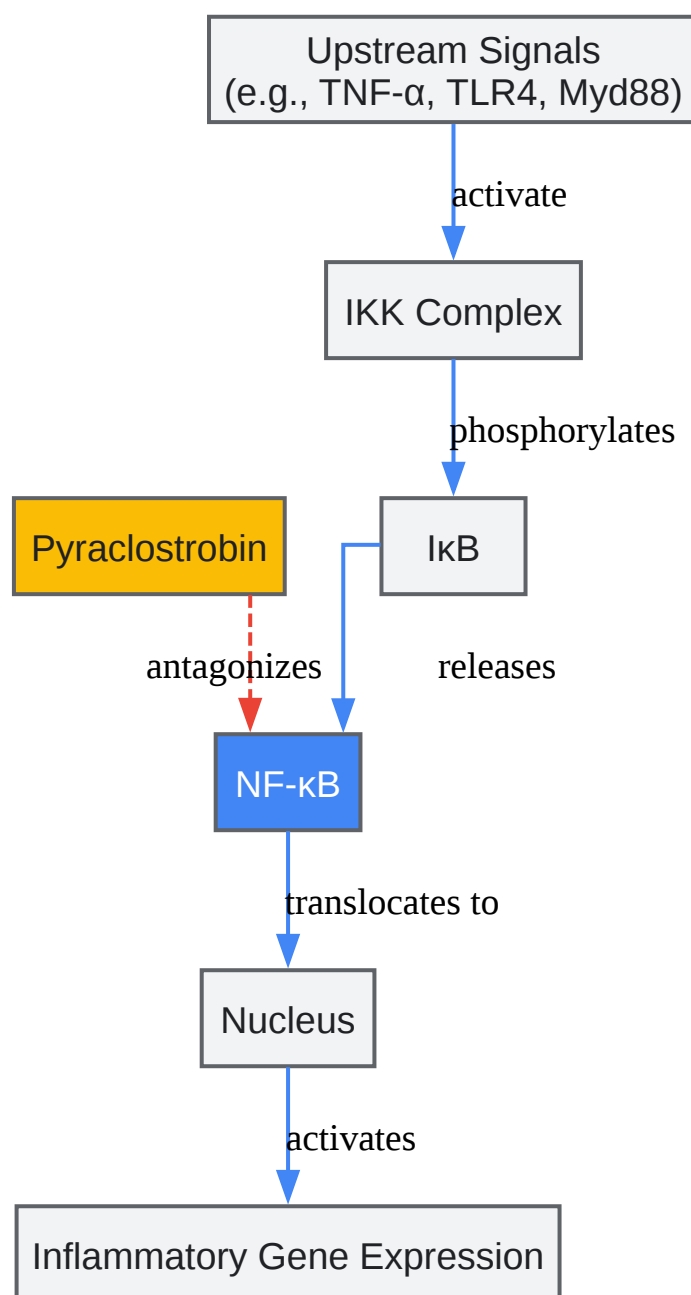 Upstream Signals
(e.g., TNF-α, TLR4, Myd88)
activate
IKK Complex
phosphorylates
Pyraclostrobin
IκB
antagonizes
releases
NF-κB
translocates to
Nucleus
activates
Inflammatory Gene Expression